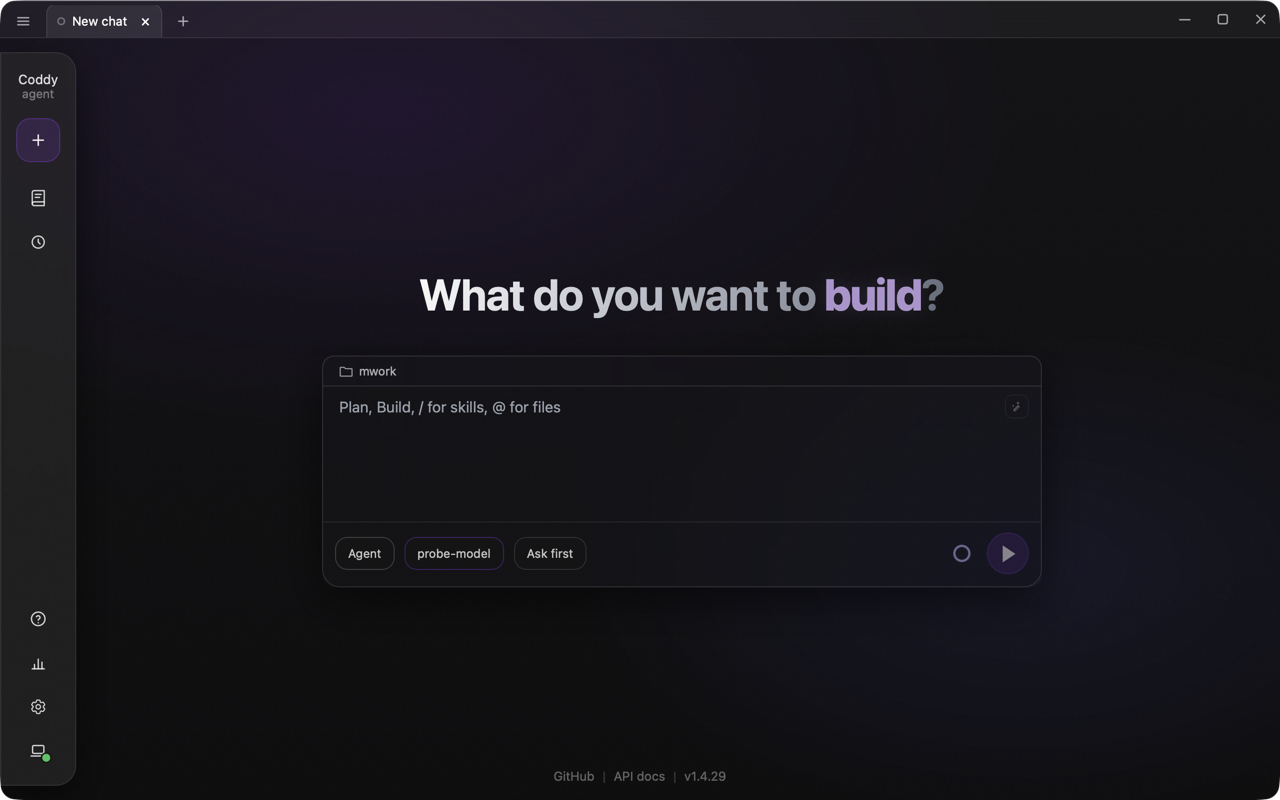 New chat
Coddy
agent
What do you want to build?
mwork
Plan, Build, / for skills, @ for files
Agent
probe-model
Ask first
GitHub | API docs | v1.4.29